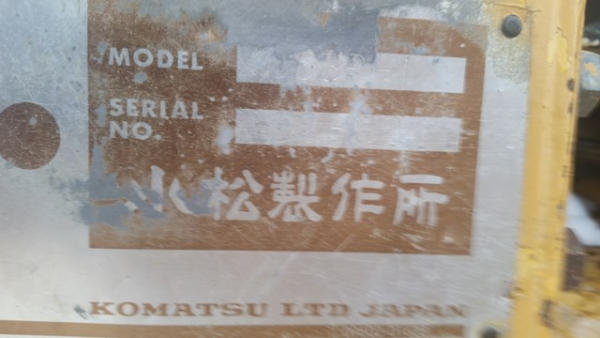 MODEL
SERIAL
NO.
小松製作所
KOMATSU LTD JAPAN